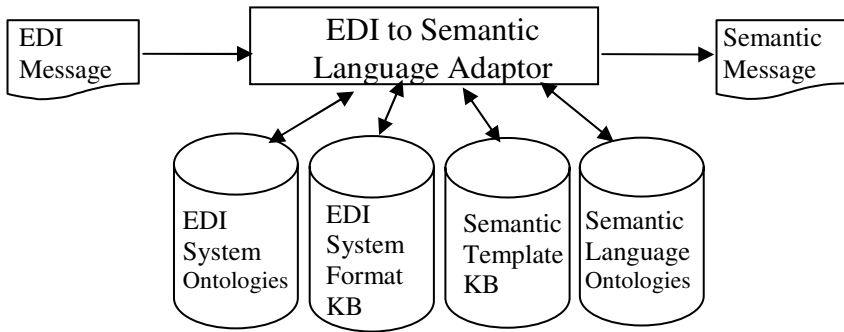 EDI
Message
EDI to Semantic
Language Adaptor
Semantic
Message
EDI
System
Ontologies
EDI
System
Format
KB
Semantic
Template
KB
Semantic
Language
Ontologies